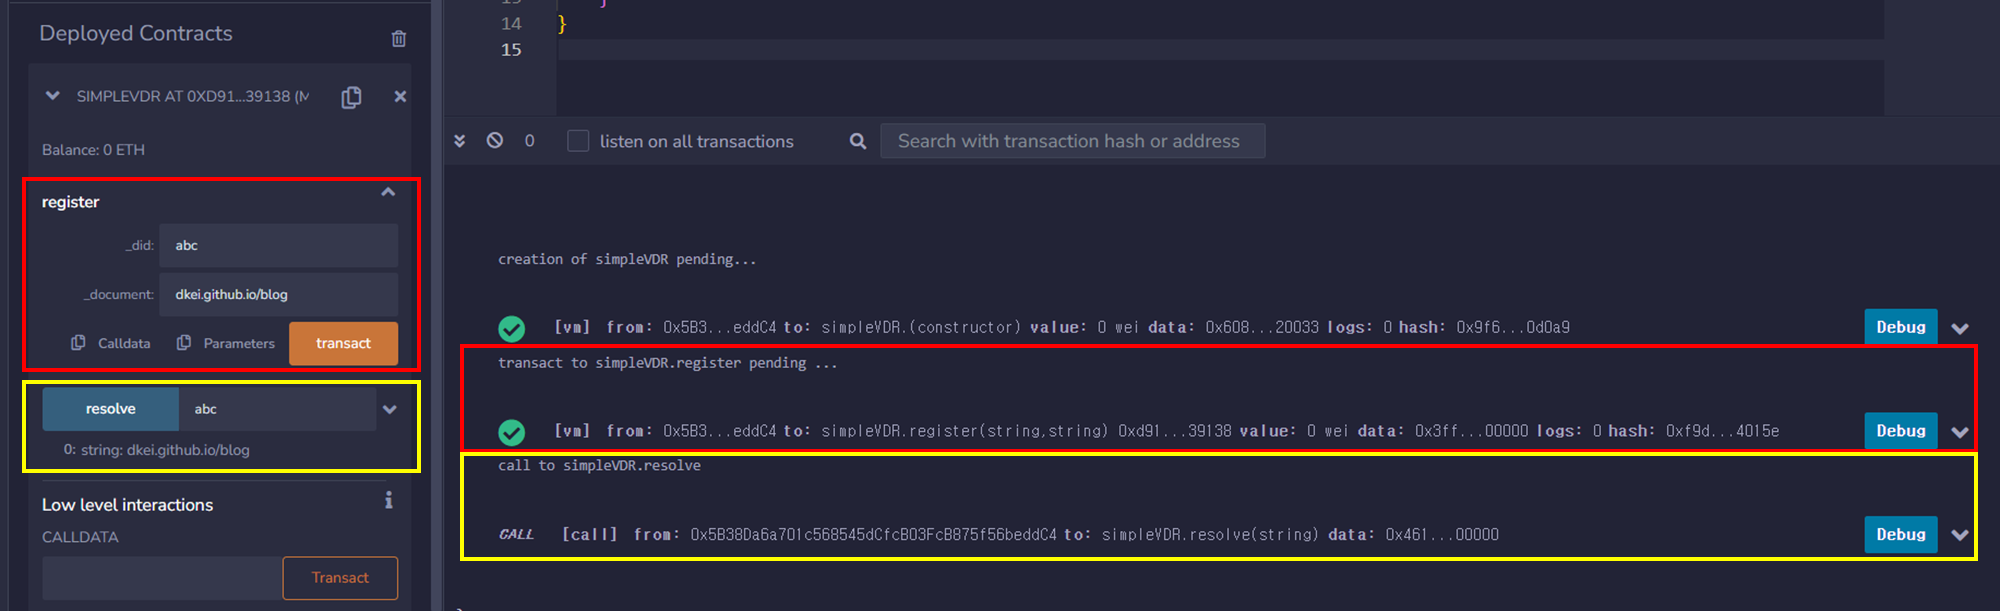 Deployed Contracts
SIMPLEVDR AT 0XD91...39138 (M
Balance: 0 ETH
register
_did: abc
_document: dkei.github.io/blog
Calldata Parameters transact
resolve abc
0: string: dkei.github.io/blog
Low level interactions
CALLDATA
Transact
14 }
15
0 listen on all transactions Search with transaction hash or address
creation of simpleVDR pending...
[vm] from: 0x5B3...eddC4 to: simpleVDR.(constructor) value: 0 wei data: 0x608...20033 logs: 0 hash: 0x9f6...0d0a9 Debug
transact to simpleVDR.register pending ...
[vm] from: 0x5B3...eddC4 to: simpleVDR.register(string,string) 0xd91...39138 value: 0 wei data: 0x3ff...00000 logs: 0 hash: 0xf9d...4015e Debug
call to simpleVDR.resolve
CALL [call] from: 0x5B38Da6a701c568545dCfcB03FcB875f56beddC4 to: simpleVDR.resolve(string) data: 0x461...00000 Debug